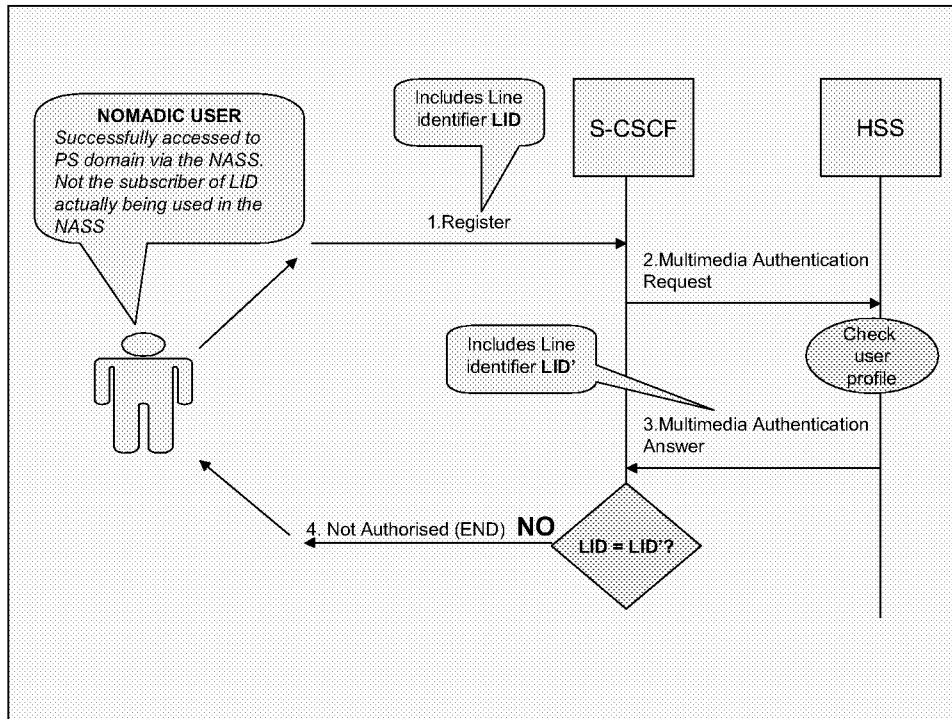 NOMADIC USER
Successfully accessed to
PS domain via the NASS.
Not the subscriber of LID
actually being used in the
NASS
Includes Line
identifier LID
S-CSCF
HSS
1.Register
2.Multimedia Authentication
Request
Check
user
profile
Includes Line
identifier LID’
3.Multimedia Authentication
Answer
4. Not Authorised (END) NO
LID = LID’?